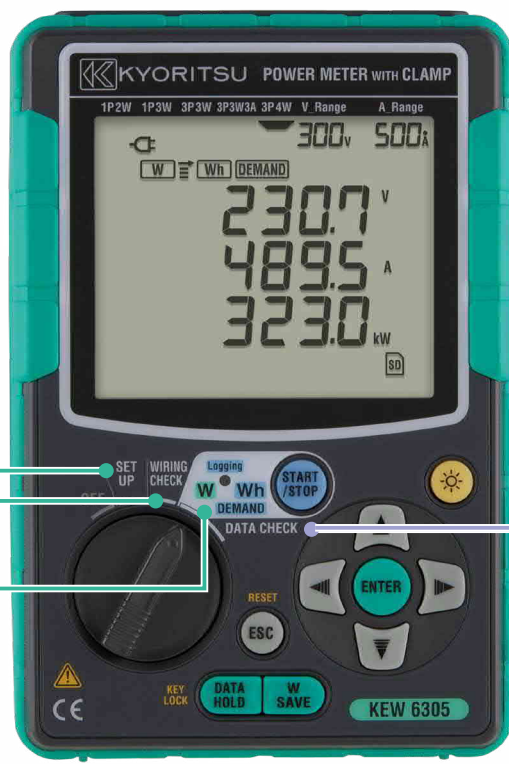 KYORITSU POWER METER WITH CLAMP
1P2W 1P3W 3P3W 3P3W3A 3P4W V_Range A_Range
300V 500A
W Wh DEMAND
230.7 V
489.5 A
323.0 kW
SD
OFF
SET UP
WIRING CHECK
Logging
W Wh
DEMAND
START /STOP
DATA CHECK
ENTER
RESET
ESC
KEY LOCK
DATA HOLD
W SAVE
CE
KEW 6305